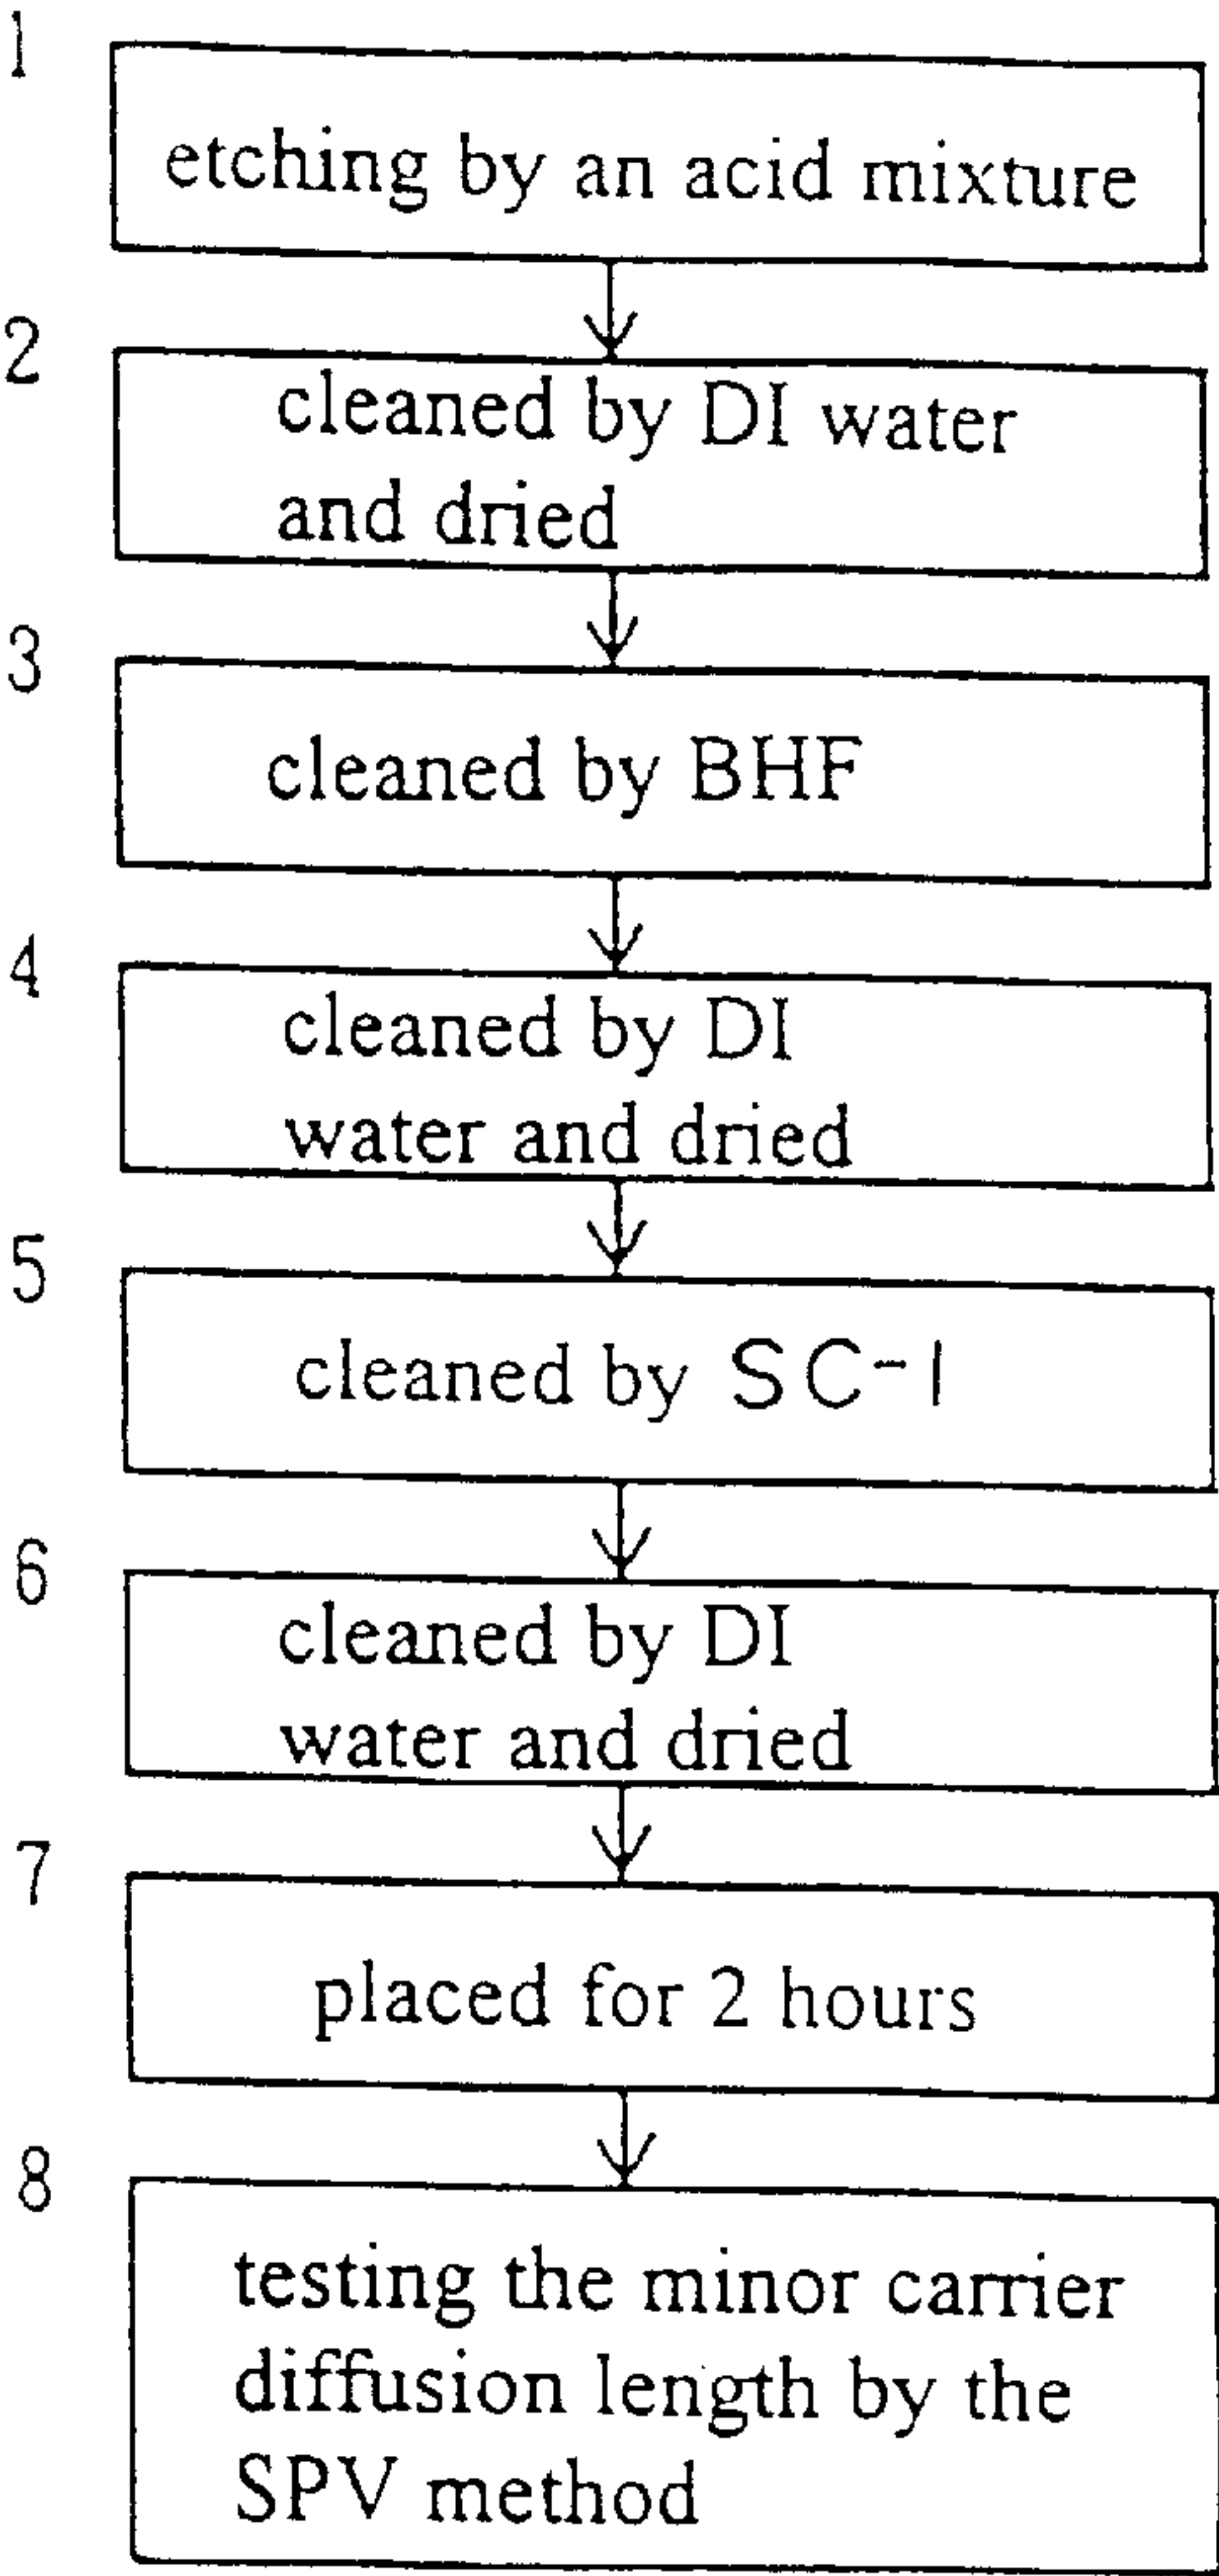 1
etching by an acid mixture
2
cleaned by DI water
and dried
3
cleaned by BHF
4
cleaned by DI
water and dried
5
cleaned by SC-1
6
cleaned by DI
water and dried
7
placed for 2 hours
8
testing the minor carrier
diffusion length by the
SPV method